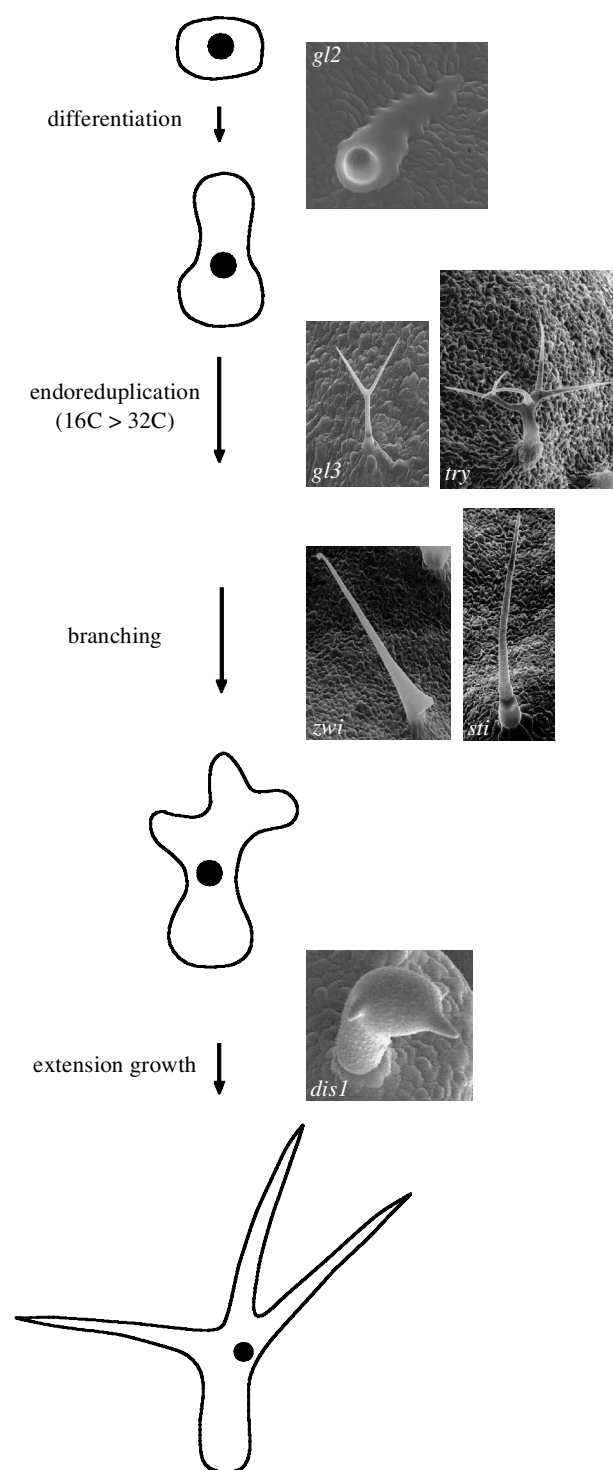 gl2
differentiation
endoreduplication
(16C > 32C)
gl3
try
branching
zwi
sti
extension growth
dis1